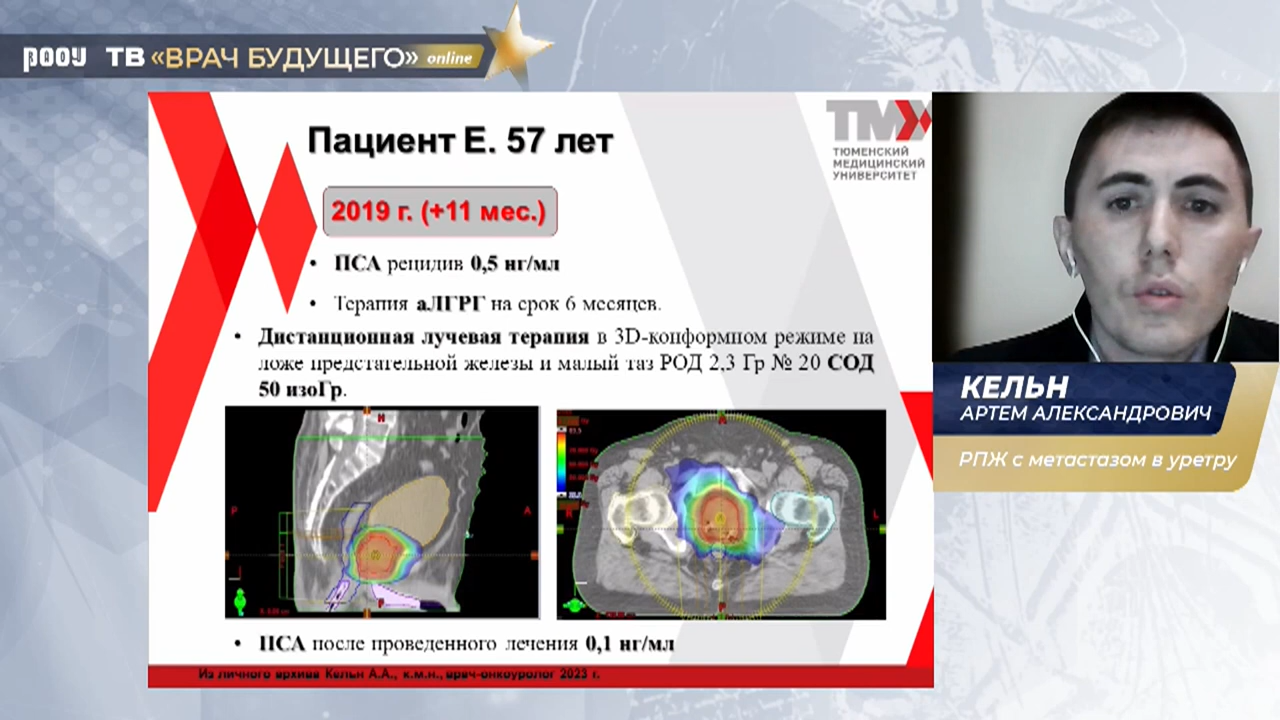 РООУ ТВ «ВРАЧ БУДУЩЕГО» online
Пациент Е. 57 лет
ТМУ
ТЮМЕНСКИЙ
МЕДИЦИНСКИЙ
УНИВЕРСИТЕТ
2019 г. (+11 мес.)
• ПСА рецидив 0,5 нг/мл
• Терапия аЛГРГ на срок 6 месяцев.
• Дистанционная лучевая терапия в 3D-конформном режиме на
ложе предстательной железы и малый таз РОД 2,3 Гр № 20 СОД
50 изоГр.
• ПСА после проведенного лечения 0,1 нг/мл
Из личного архива Кельн А.А., к.м.н., врач-онкоуролог 2023 г.
КЕЛЬН
АРТЕМ АЛЕКСАНДРОВИЧ
РПЖ с метастазом в уретру